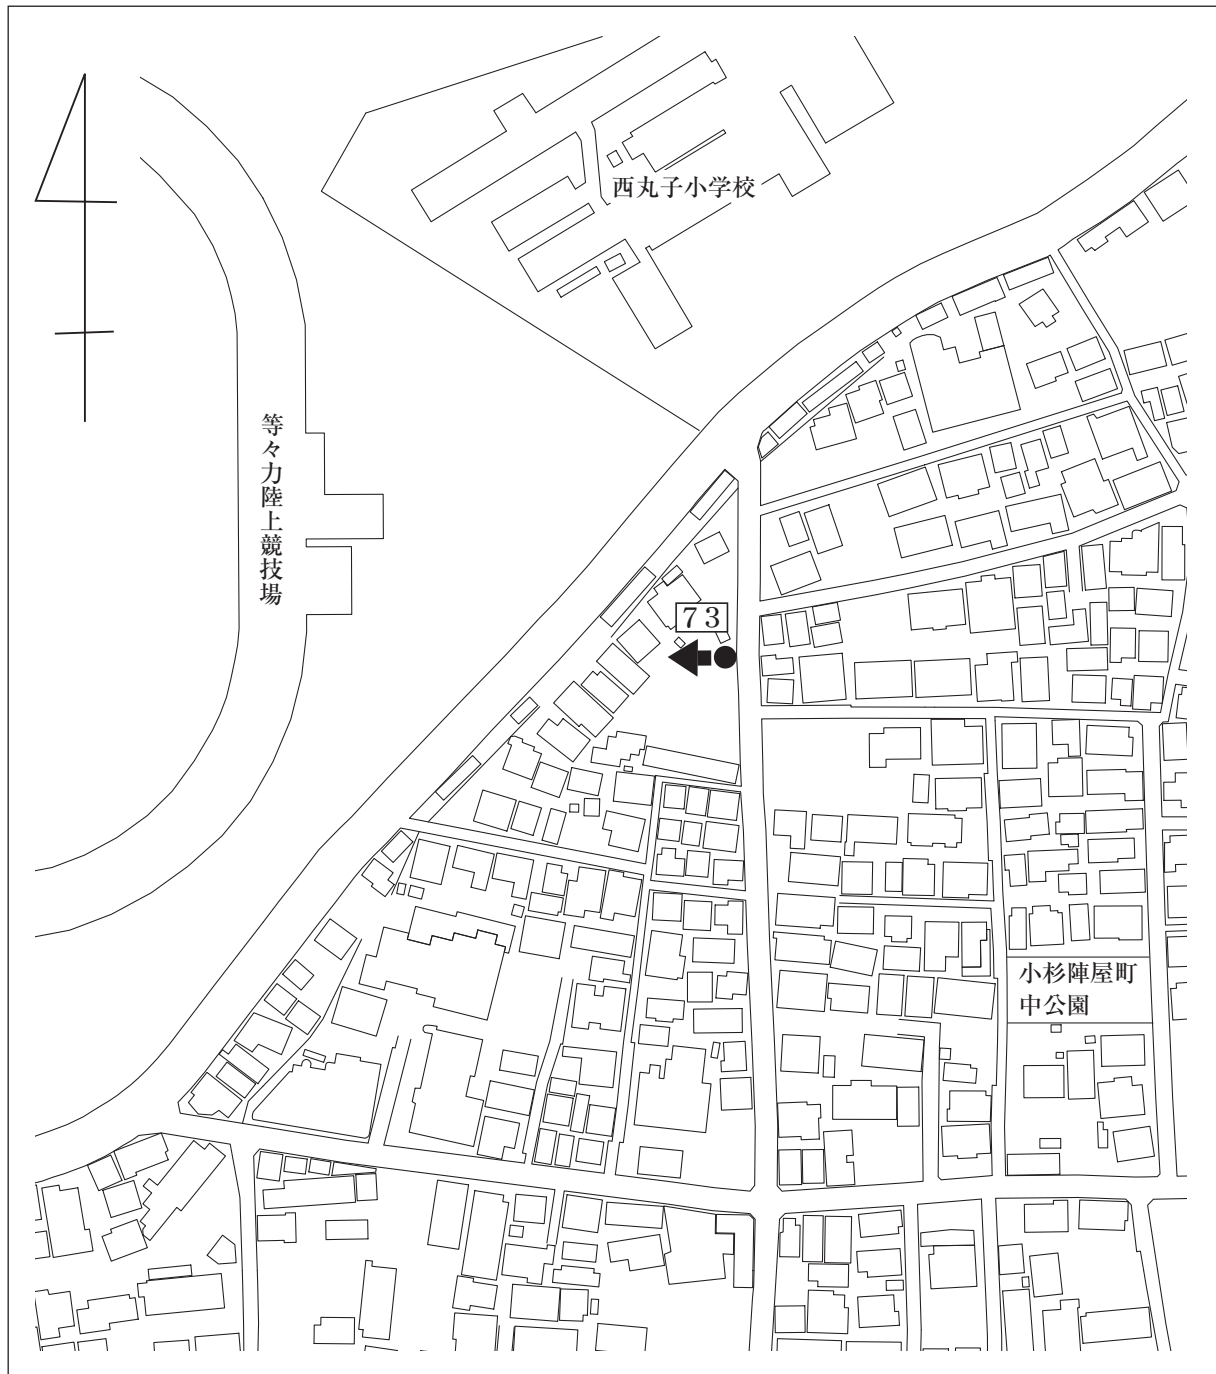 西丸子小学校
等々力陸上競技場
７３
小杉陣屋町
中公園